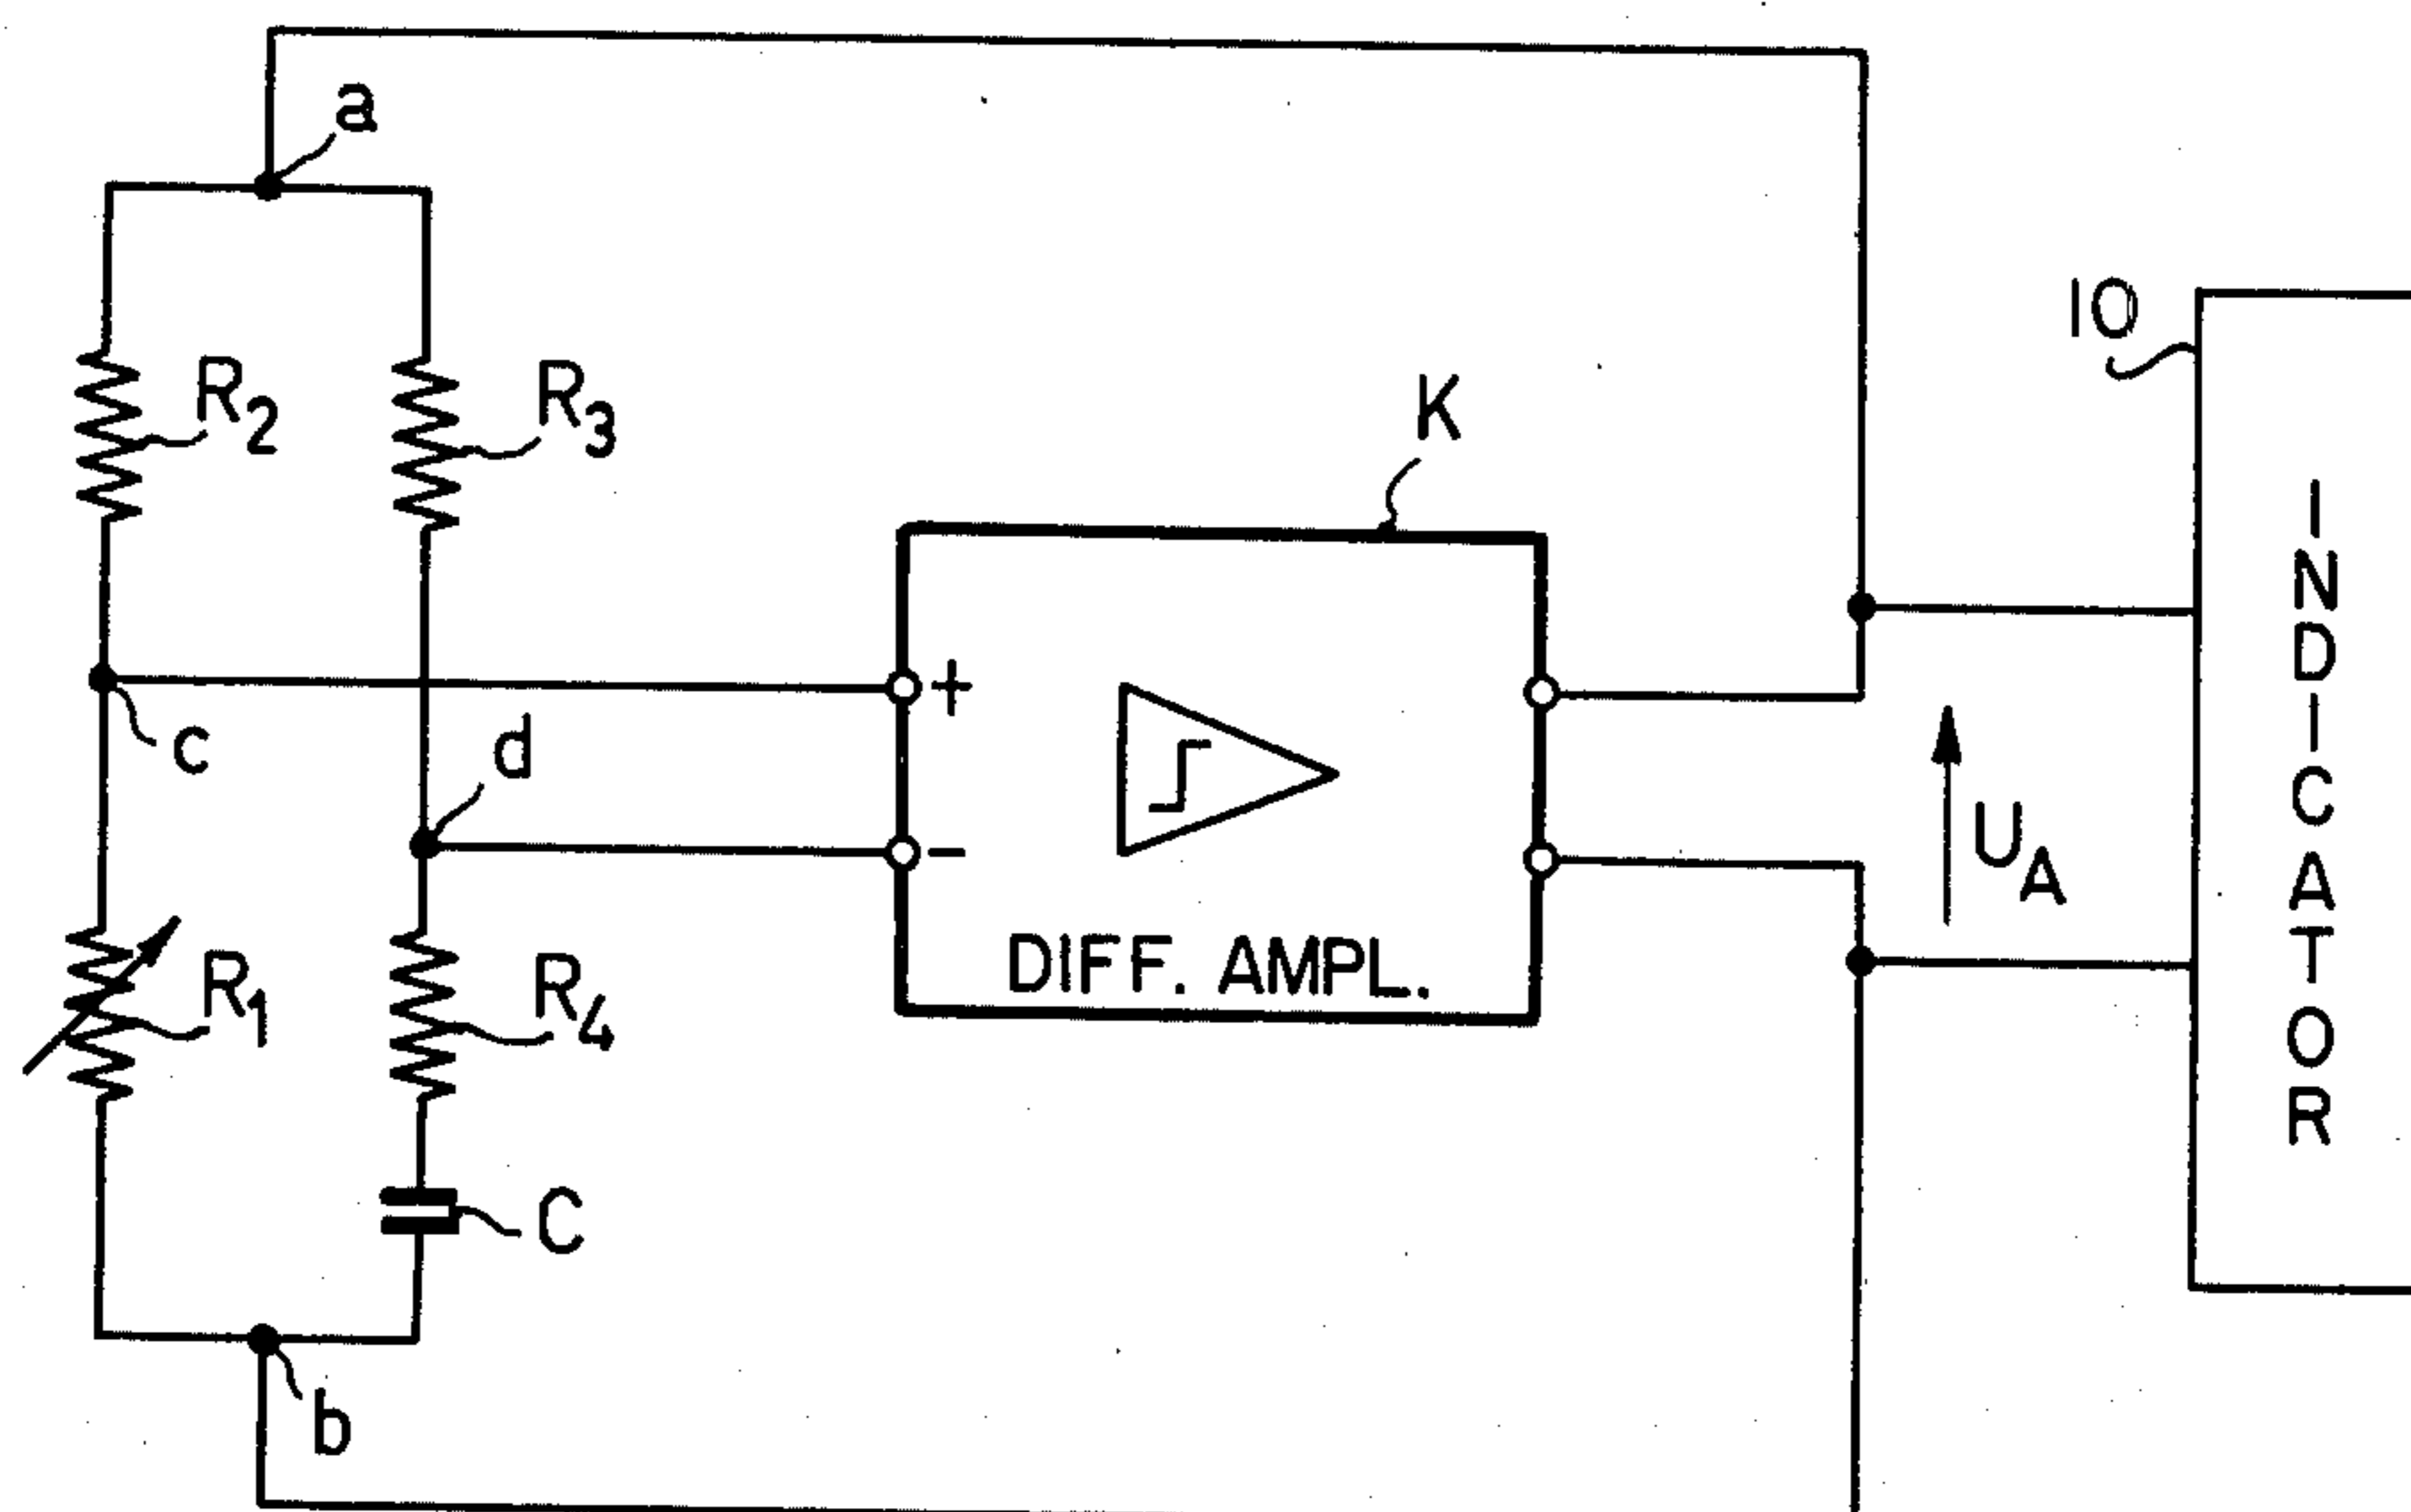 a
10
R2
R3
K
+
c
d
-
UA
DIFF. AMPL.
R1
R4
C
b
INDICATOR